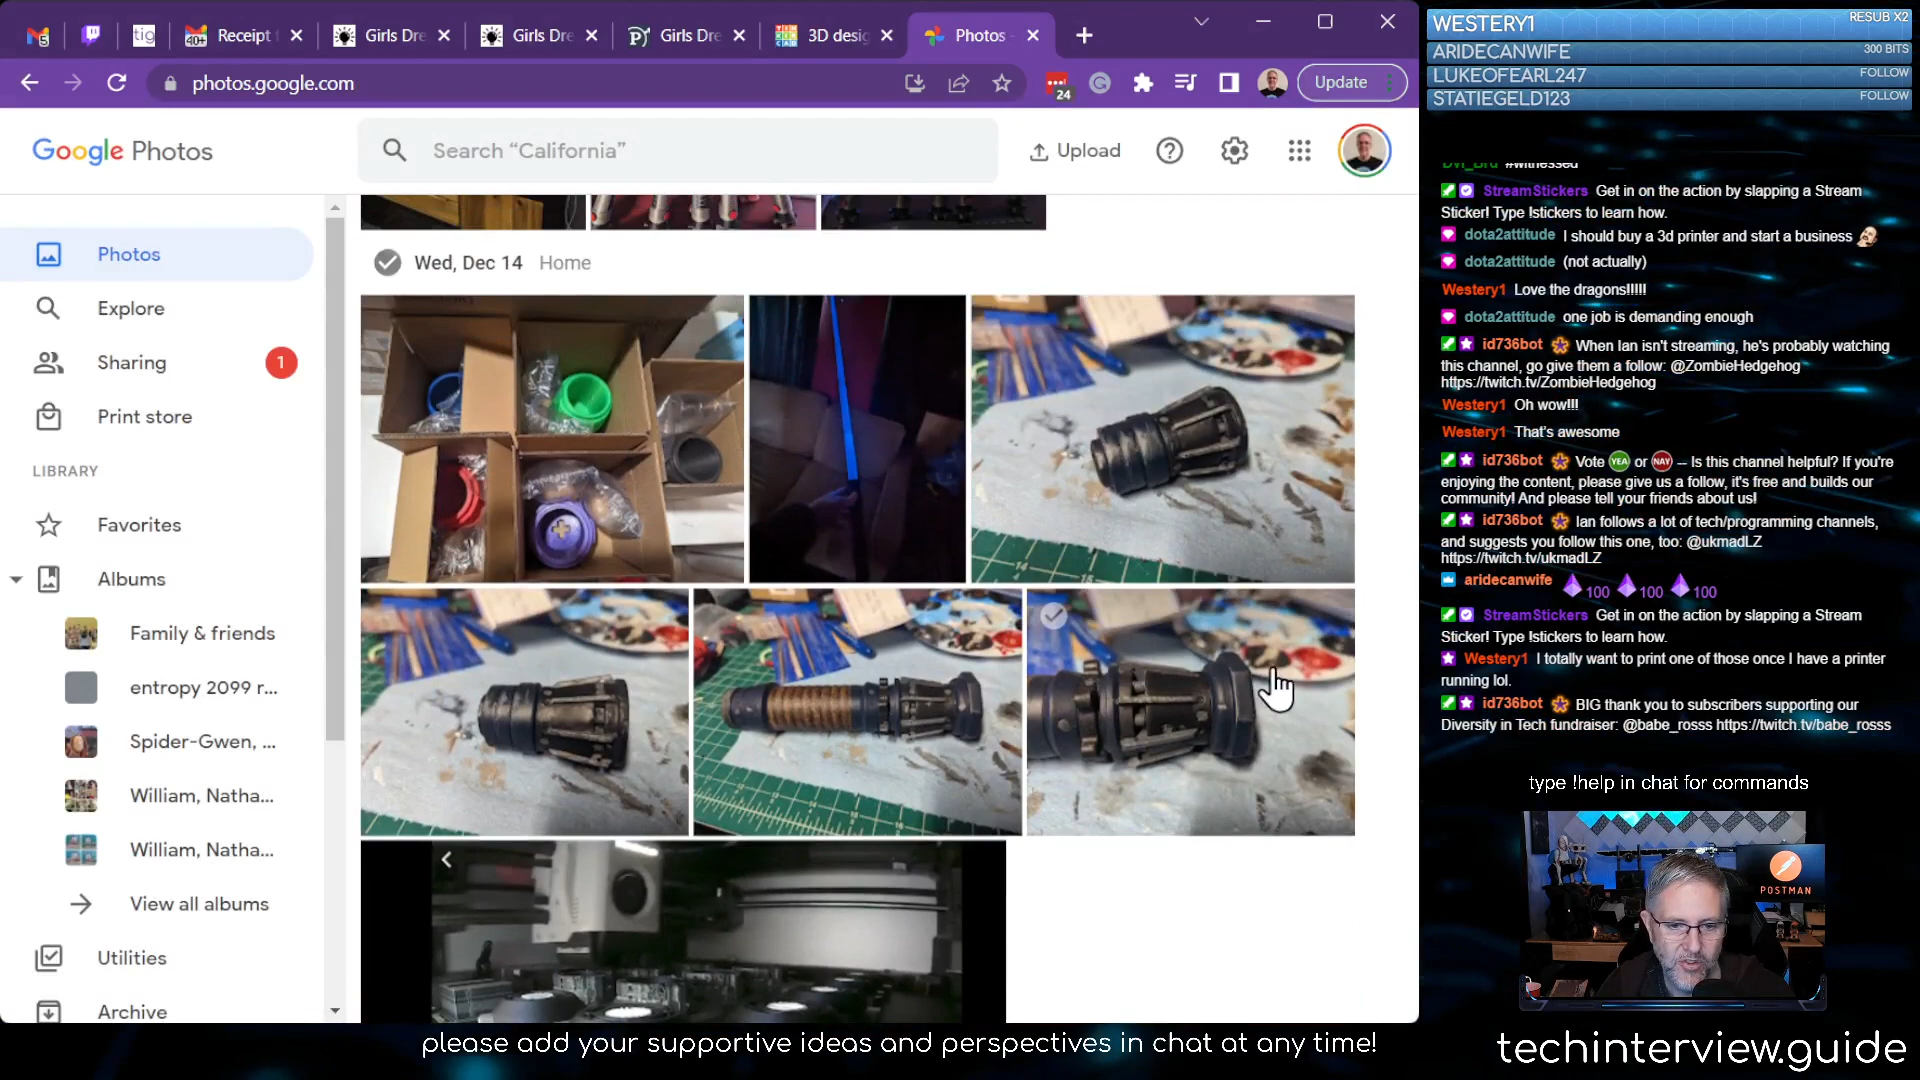 Receipt f
Girls Dre
Girls Dre
Girls Dre
3D desig
Photos -
photos.google.com
24
Update
Google Photos
Search “California”
Upload
Photos
Explore
Sharing
1
Print store
LIBRARY
Favorites
Albums
Family & friends
entropy 2099 r...
Spider-Gwen, ...
William, Natha...
William, Natha...
View all albums
Utilities
Archive
Wed, Dec 14 Home
WESTERY1 RESUB X2
ARIDECANWIFE 300 BITS
LUKEOFEARL247 FOLLOW
STATIEGELD123 FOLLOW
#witnessed
StreamStickers Get in on the action by slapping a Stream
Sticker! Type !stickers to learn how.
dota2attitude I should buy a 3d printer and start a business
dota2attitude (not actually)
Westery1 Love the dragons!!!!!
dota2attitude one job is demanding enough
id736bot When Ian isn't streaming, he's probably watching
this channel, go give them a follow: @ZombieHedgehog
https://twitch.tv/ZombieHedgehog
Westery1 Oh wow!!!
Westery1 That's awesome
id736bot Vote YEA or NAY -- Is this channel helpful? If you're
enjoying the content, please give us a follow, it's free and builds our
community! And please tell your friends about us!
id736bot Ian follows a lot of tech/programming channels,
and suggests you follow this one, too: @ukmadLZ
https://twitch.tv/ukmadLZ
aridecanwife 100 100 100
StreamStickers Get in on the action by slapping a Stream
Sticker! Type !stickers to learn how.
Westery1 I totally want to print one of those once I have a printer
running lol.
id736bot BIG thank you to subscribers supporting our
Diversity in Tech fundraiser: @babe_rosss https://twitch.tv/babe_rosss
type !help in chat for commands
POSTMAN
please add your supportive ideas and perspectives in chat at any time!
techinterview.guide